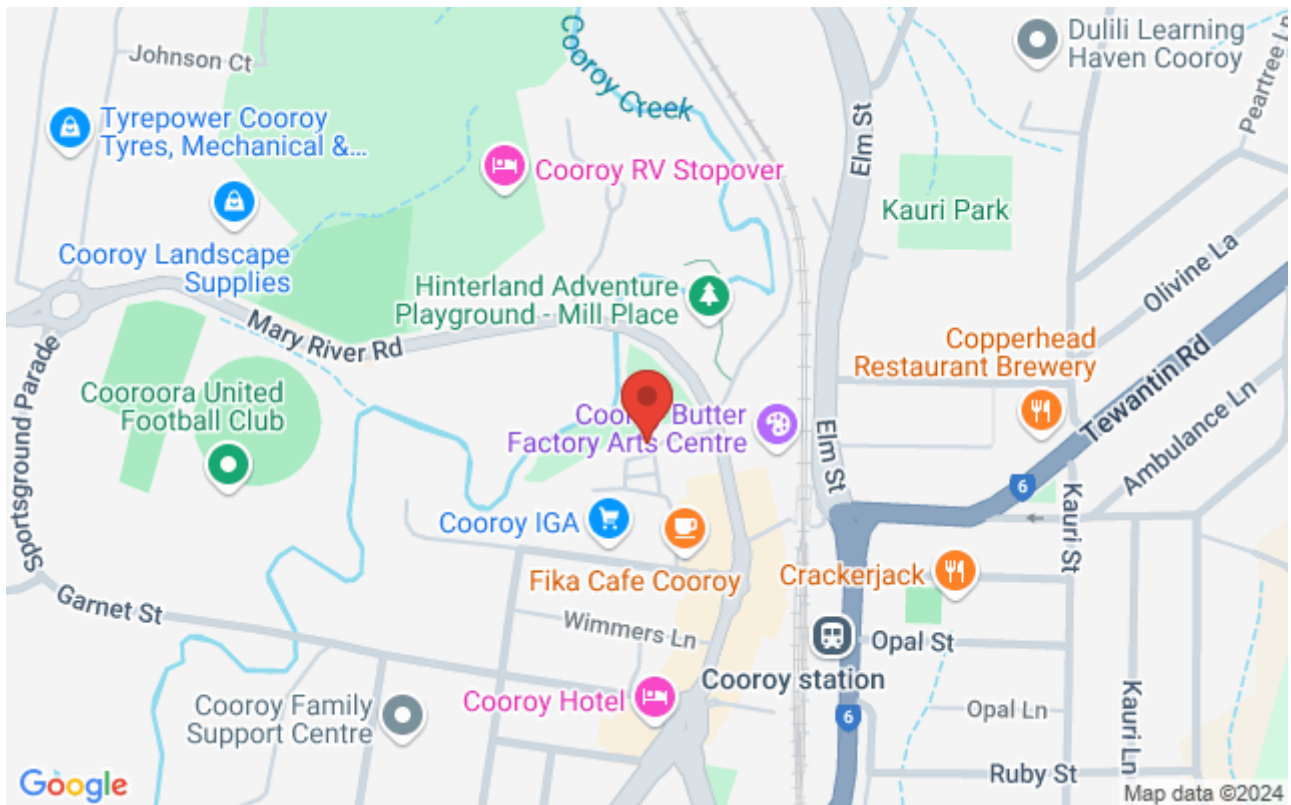 Johnson Ct
Cooroy Creek
Dulili Learning
Haven Cooroy
Peartree Ln
Tyrepower Cooroy
Tyres, Mechanical &...
Elm St
Cooroy RV Stopover
Kauri Park
Cooroy Landscape
Supplies
Olivine La
Hinterland Adventure
Playground - Mill Place
Mary River Rd
Copperhead
Restaurant Brewery
Tewantin Rd
Sportsground Parade
Cooroora United
Football Club
Cooroy Butter
Factory Arts Centre
Ambulance Ln
Elm St
6
Kauri St
Cooroy IGA
Fika Cafe Cooroy
Crackerjack
Garnet St
Wimmers Ln
Opal St
Cooroy station
Cooroy Hotel
Cooroy Family
Support Centre
6
Opal Ln
Kauri Ln
Ruby St
Google
Map data ©2024